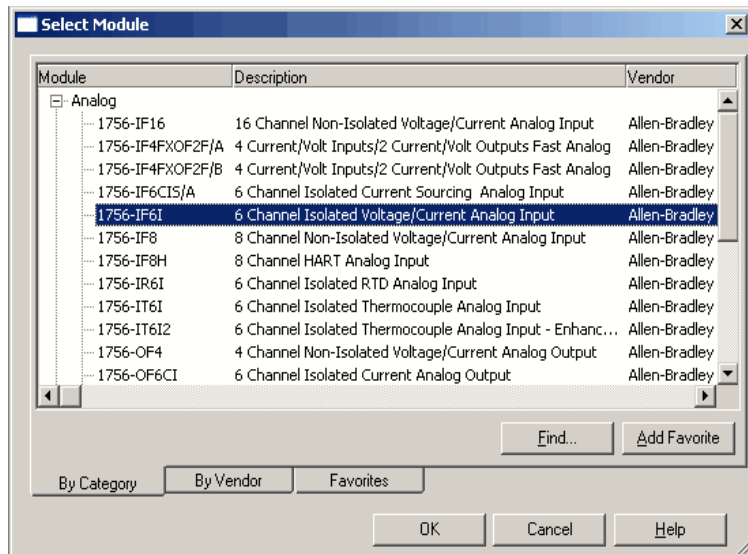 Select Module
Module Description Vendor
Analog
1756-IF16 16 Channel Non-Isolated Voltage/Current Analog Input Allen-Bradley
1756-IF4FXOF2F/A 4 Current/Volt Inputs/2 Current/Volt Outputs Fast Analog Allen-Bradley
1756-IF4FXOF2F/B 4 Current/Volt Inputs/2 Current/Volt Outputs Fast Analog Allen-Bradley
1756-IF6CIS/A 6 Channel Isolated Current Sourcing Analog Input Allen-Bradley
1756-IF6I 6 Channel Isolated Voltage/Current Analog Input Allen-Bradley
1756-IF8 8 Channel Non-Isolated Voltage/Current Analog Input Allen-Bradley
1756-IF8H 8 Channel HART Analog Input Allen-Bradley
1756-IR6I 6 Channel Isolated RTD Analog Input Allen-Bradley
1756-IT6I 6 Channel Isolated Thermocouple Analog Input Allen-Bradley
1756-IT6I2 6 Channel Isolated Thermocouple Analog Input - Enhanc... Allen-Bradley
1756-OF4 4 Channel Non-Isolated Voltage/Current Analog Output Allen-Bradley
1756-OF6CI 6 Channel Isolated Current Analog Output Allen-Bradley
Find... Add Favorite
By Category By Vendor Favorites
OK Cancel Help